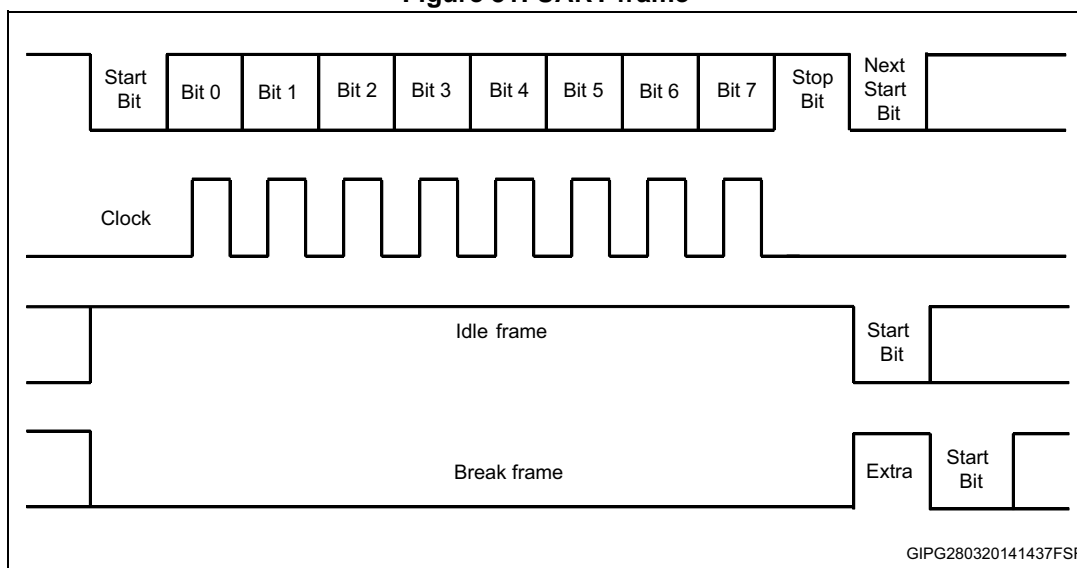 Start Bit
Bit 0
Bit 1
Bit 2
Bit 3
Bit 4
Bit 5
Bit 6
Bit 7
Stop Bit
Next Start Bit
Clock
Idle frame
Start Bit
Break frame
Extra
Start Bit